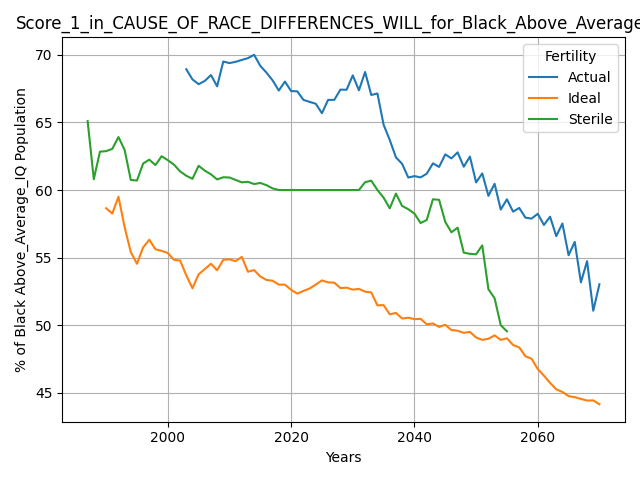 Score_1_in_CAUSE_OF_RACE_DIFFERENCES_WILL_for_Black_Above_Average
% of Black Above_Average_IQ Population
70
65
60
55
50
45
Fertility
Actual
Ideal
Sterile
2000
2020
2040
2060
Years